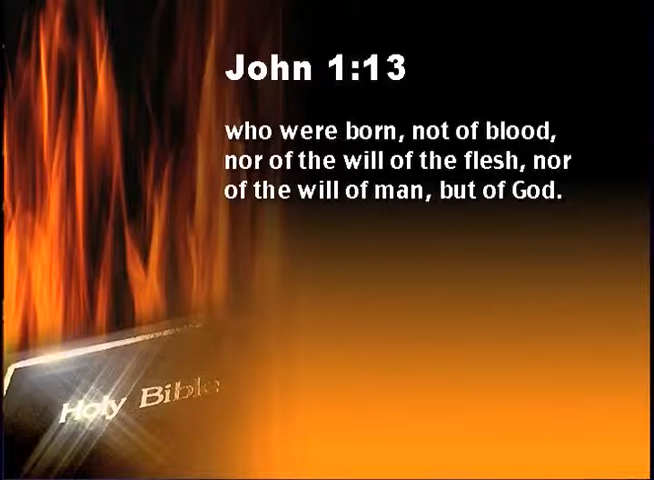 John 1:13
who were born, not of blood,
nor of the will of the flesh, nor
of the will of man, but of God.
Holy Bible